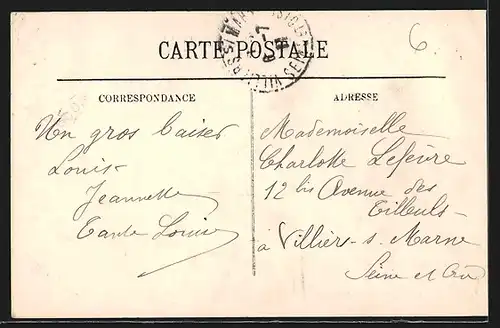 CARTE POSTALE
6
CORRESPONDANCE
Un gros baiser
Louis
Jeannette
Tante Louise
ADRESSE
Mademoiselle
Charlotte Lefèvre
12 bis Avenue des
Tilleuls
à Villiers-s-Marne
Seine et Oise